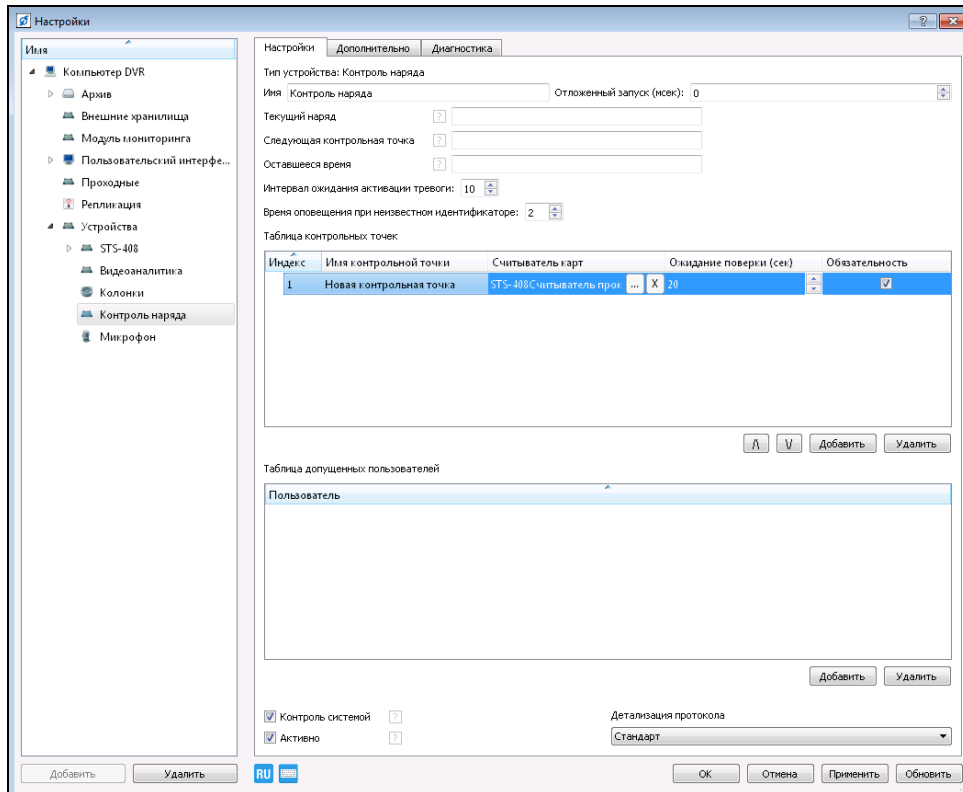 Настройки
Имя
Компьютер DVR
Архив
Внешние хранилища
Модуль мониторинга
Пользовательский интерфе...
Проходные
Репликация
Устройства
STS-408
Видеоаналитика
Колонки
Контроль наряда
Микрофон
Добавить Удалить
Настройки Дополнительно Диагностика
Тип устройства: Контроль наряда
Имя Контроль наряда Отложенный запуск (мсек): 0
Текущий наряд ?
Следующая контрольная точка ?
Оставшееся время ?
Интервал ожидания активации тревоги: 10
Время оповещения при неизвестном идентификаторе: 2
Таблица контрольных точек
Индекс Имя контрольной точки Считыватель карт Ожидание поверки (сек) Обязательность
1 Новая контрольная точка STS-408Считыватель прох ... X 20
/\ \/ Добавить Удалить
Таблица допущенных пользователей
Пользователь
Добавить Удалить
Контроль системой ?
Активно ?
Детализация протокола
Стандарт
RU
OK Отмена Применить Обновить